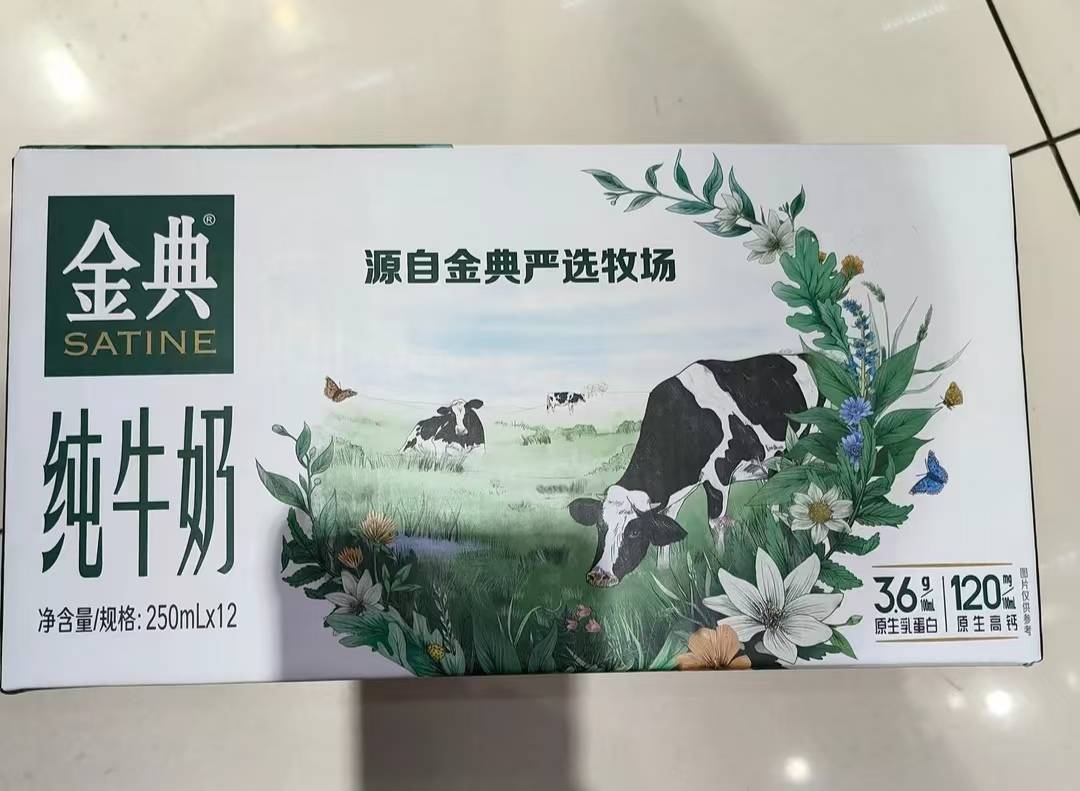 金典®
SATINE
纯牛奶
净含量/规格: 250mLx12
源自金典严选牧场
3.6g/100mL
原生乳蛋白
120mg/100mL
原生高钙
图片仅供参考